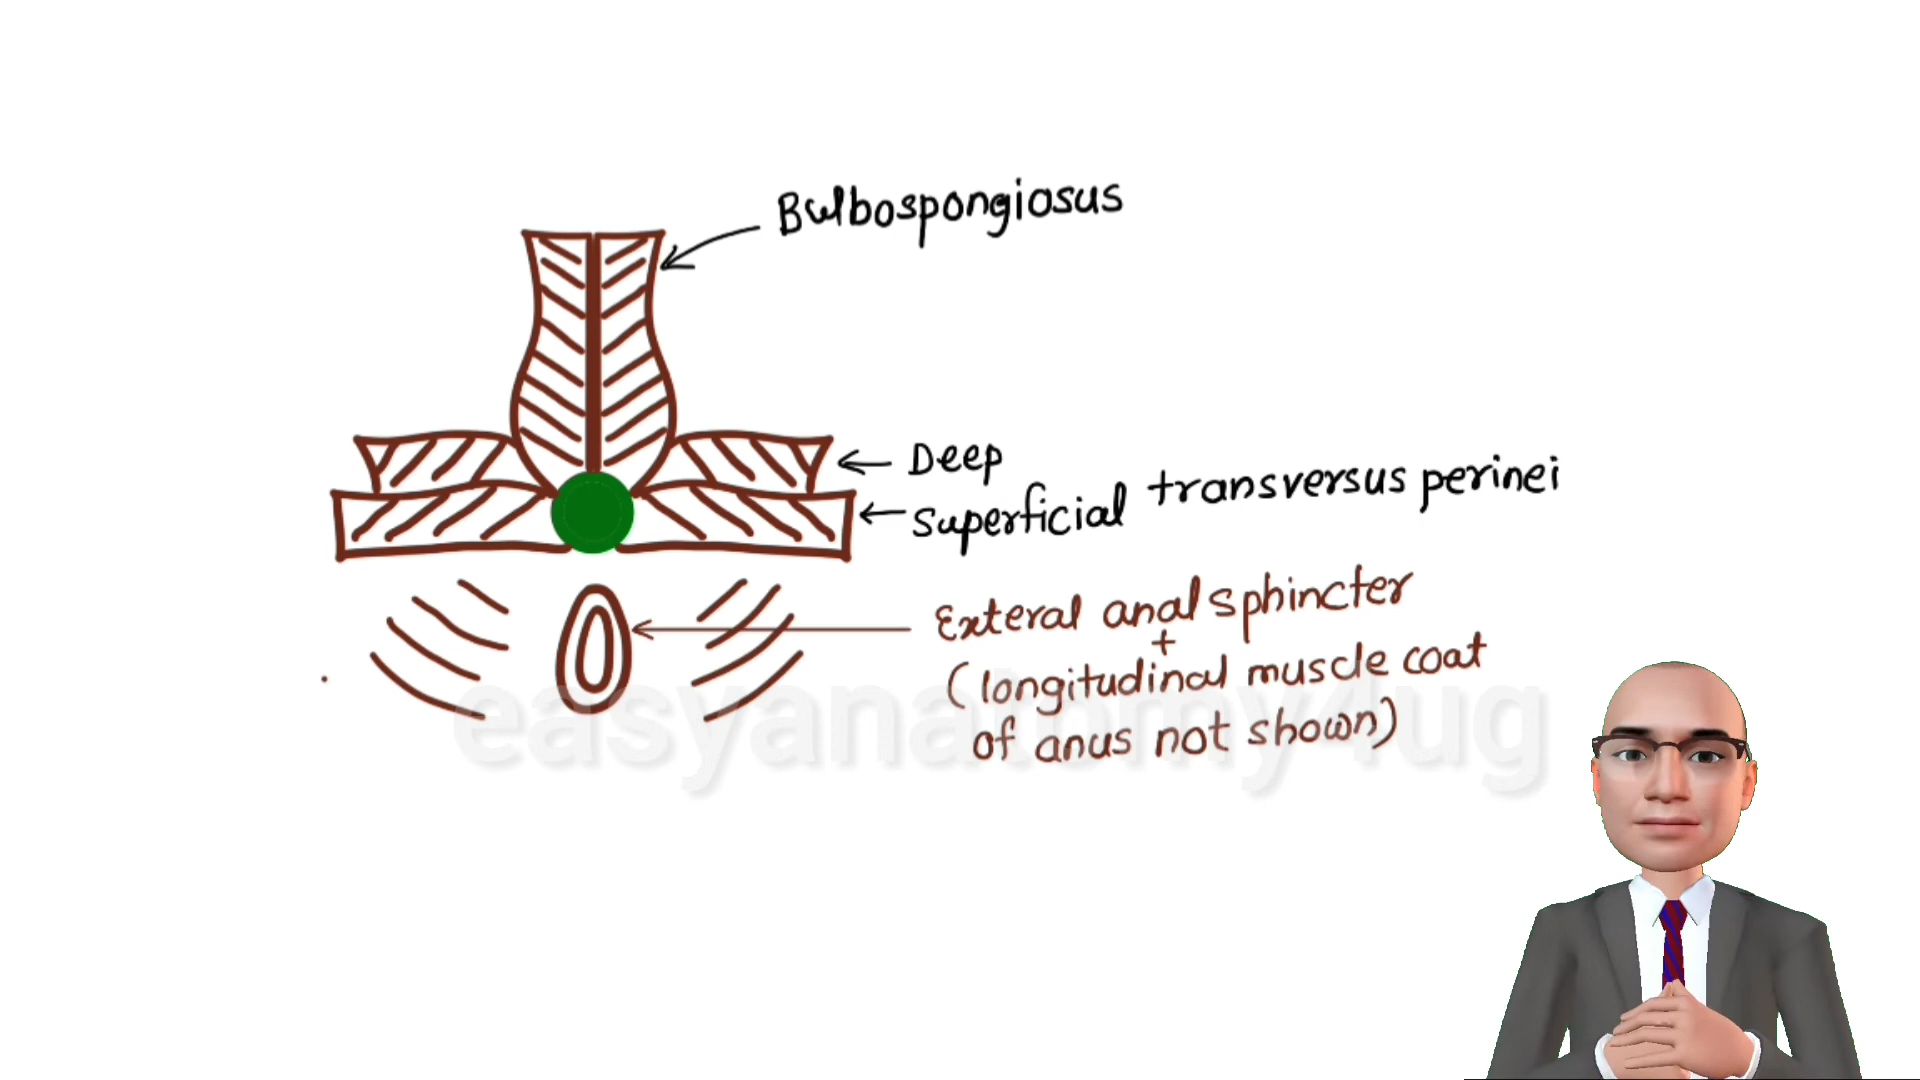 Bulbospongiosus
Deep
Superficial transversus perinei
Exteral anal sphincter
+
(longitudinal muscle coat
of anus not shown)
easyanatomy4ug